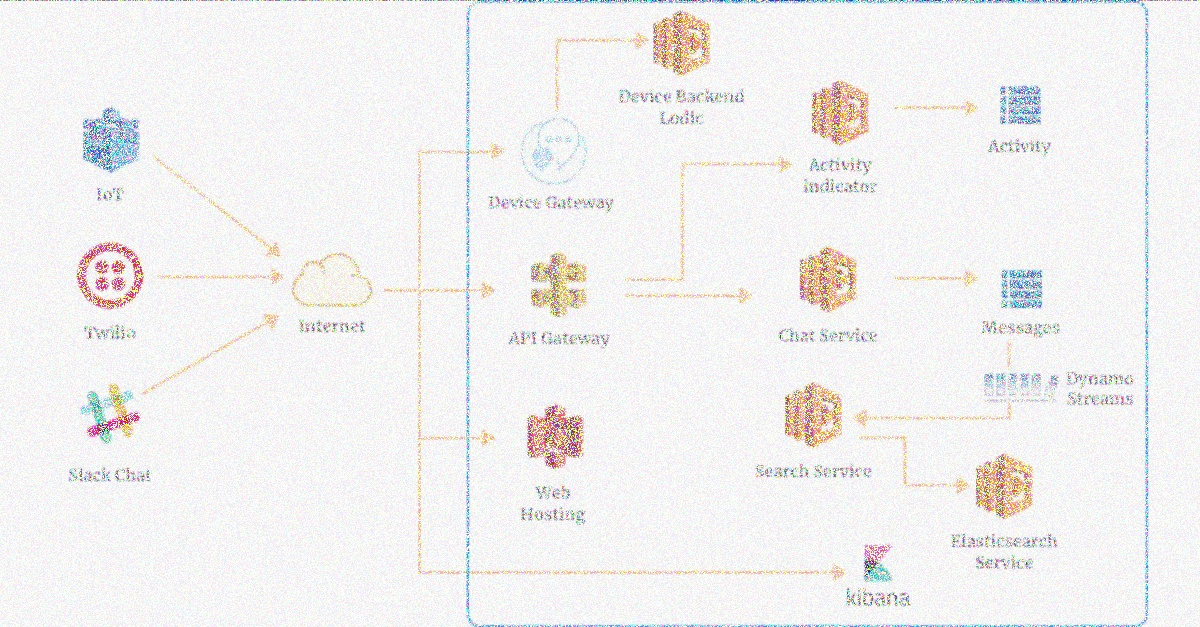 Device Backend
Lodic
IoT
Activity
Activity
indicator
Device Gateway
Internet
Twilio
API Gateway
Chat Service
Messages
Dynamo
Streams
Slack Chat
Search Service
Web
Hosting
Elasticsearch
Service
kibana